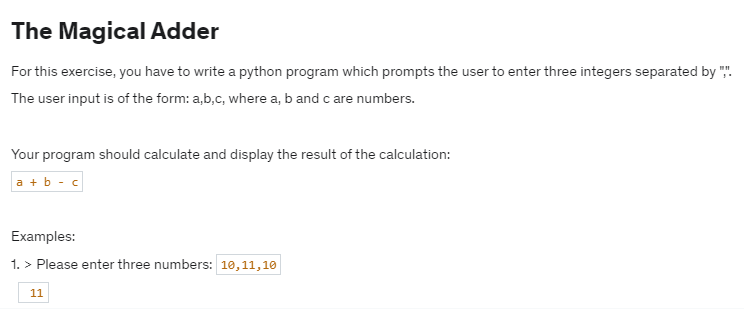 The Magical Adder
For this exercise, you have to write a python program which prompts the user to enter three integers separated by ",".
The user input is of the form: a,b,c, where a, b and c are numbers.
Your program should calculate and display the result of the calculation:
a + b - c
Examples:
1. > Please enter three numbers: 10,11,10
11